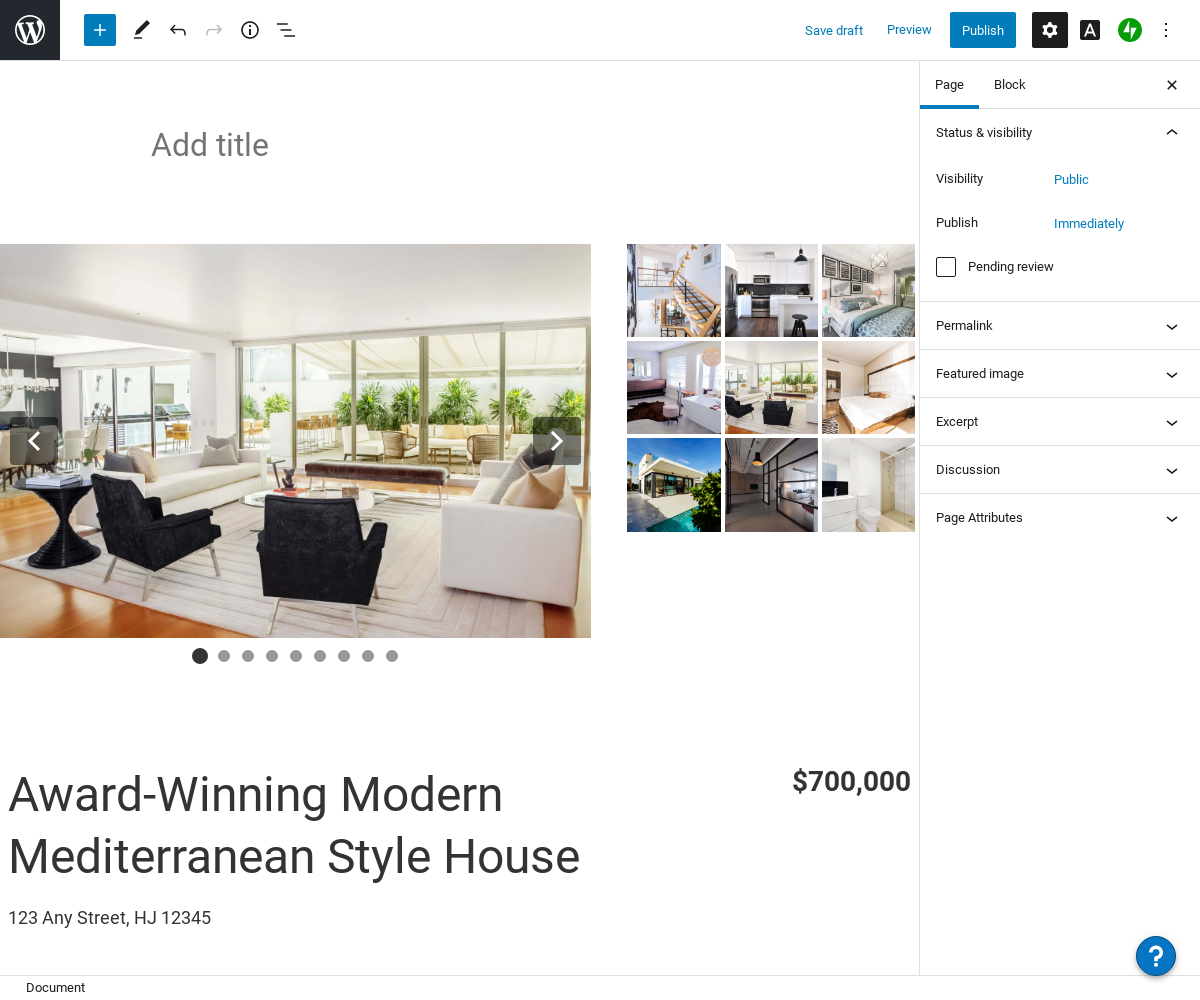 Save draft
Preview
Publish
Page
Block
Add title
Status & visibility
Visibility
Public
Publish
Immediately
Pending review
Permalink
Featured image
Excerpt
Discussion
Page Attributes
Award-Winning Modern
Mediterranean Style House
$700,000
123 Any Street, HJ 12345
Document